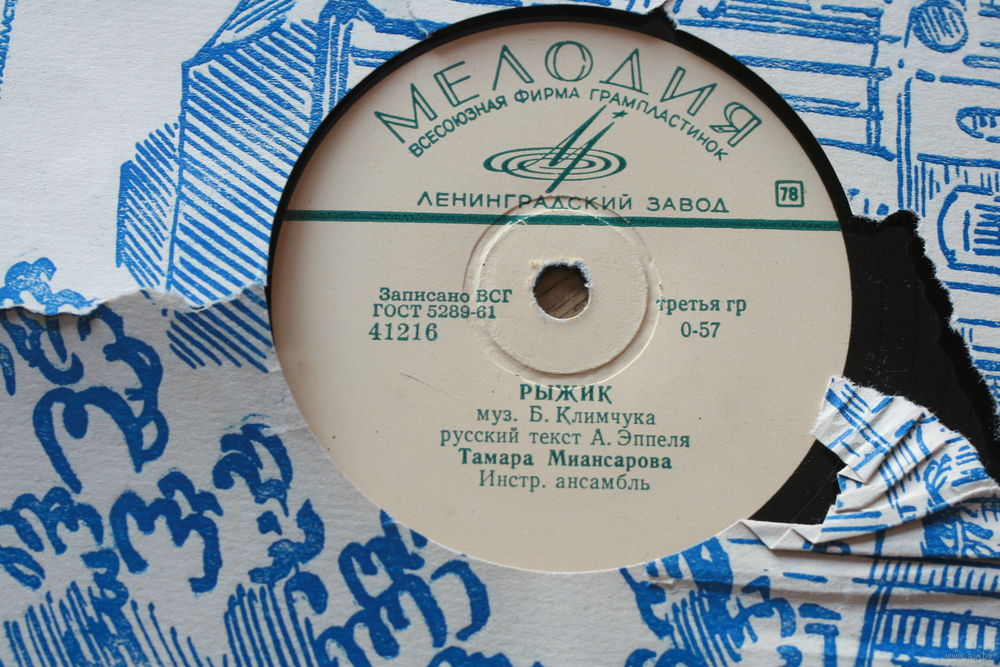 МЕЛОДИЯ
ВСЕСОЮЗНАЯ ФИРМА ГРАМПЛАСТИНОК
ЛЕНИНГРАДСКИЙ ЗАВОД
78
Записано ВСГ
ГОСТ 5289-61
41216
третья гр
0-57
РЫЖИК
муз. Б. Климчука
русский текст А. Эппеля
Тамара Миансарова
Инстр. ансамбль